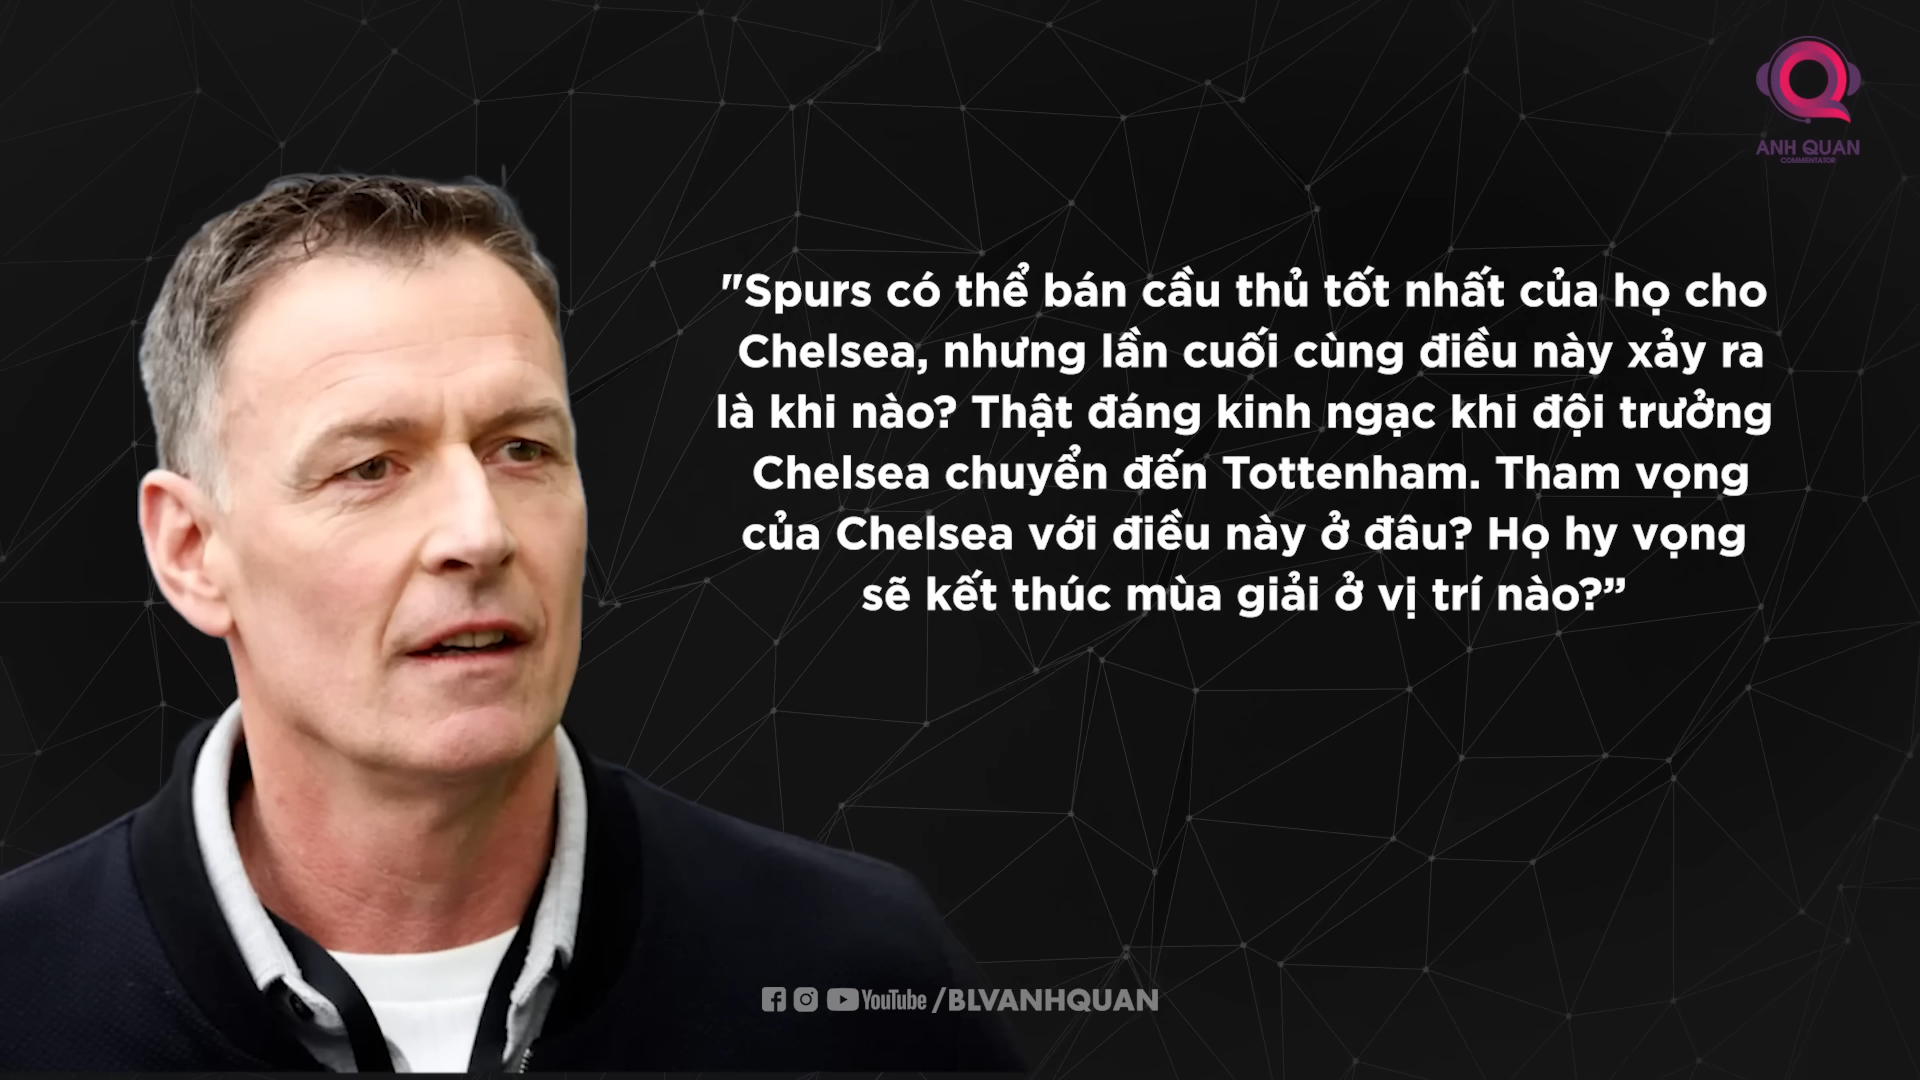 ANH QUAN
COMMENTATOR
"Spurs có thể bán cầu thủ tốt nhất của họ cho
Chelsea, nhưng lần cuối cùng điều này xảy ra
là khi nào? Thật đáng kinh ngạc khi đội trưởng
Chelsea chuyển đến Tottenham. Tham vọng
của Chelsea với điều này ở đâu? Họ hy vọng
sẽ kết thúc mùa giải ở vị trí nào?”
YouTube /BLVANHQUAN